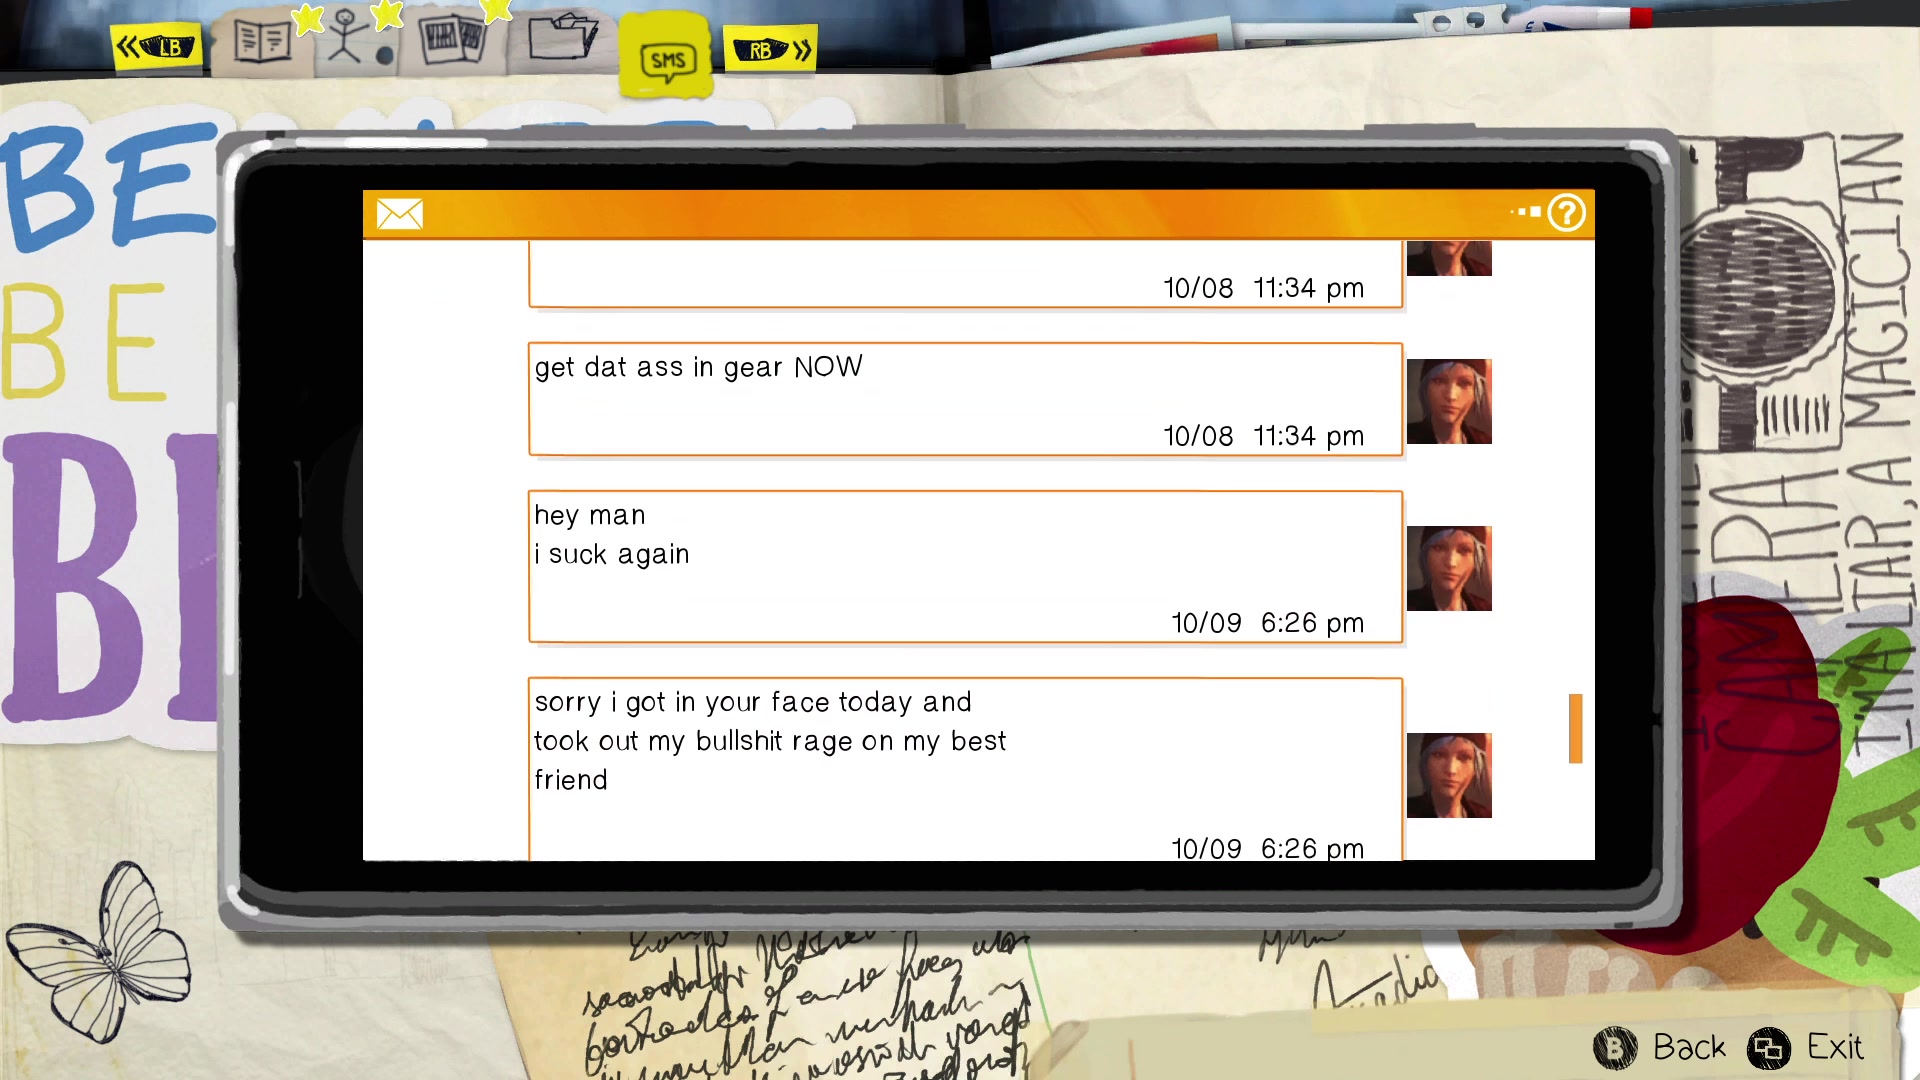 LB
SMS
RB
BE
BE
?
10/08 11:34 pm
get dat ass in gear NOW
10/08 11:34 pm
hey man
i suck again
10/09 6:26 pm
sorry i got in your face today and
took out my bullshit rage on my best
friend
10/09 6:26 pm
CAMERA
I'M A LIAR, A MAGICIAN
B Back
Exit